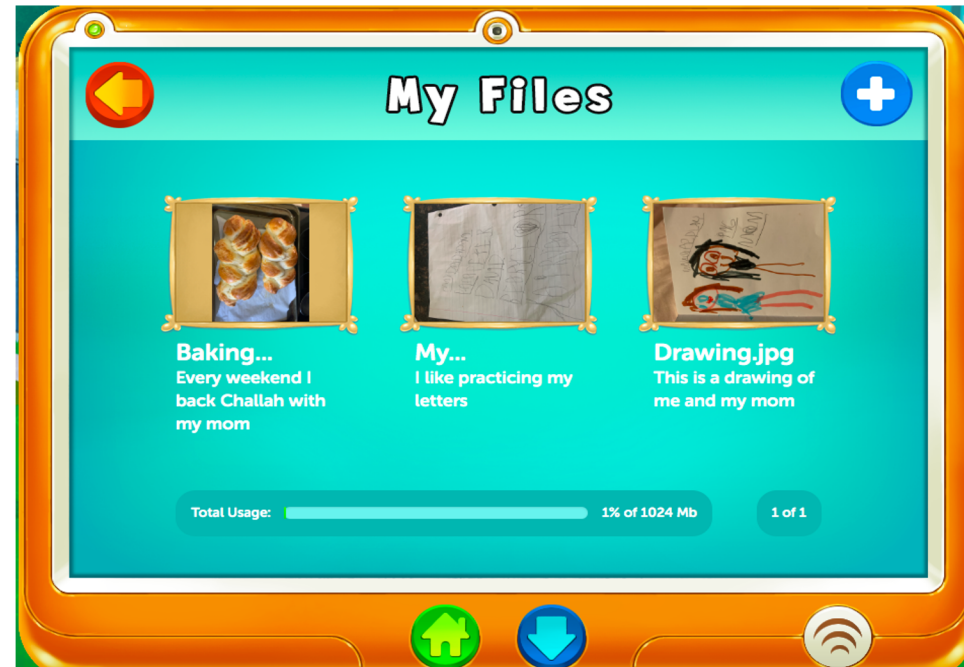 My Files
Baking...
Every weekend I
back Challah with
my mom
My...
I like practicing my
letters
Drawing.jpg
This is a drawing of
me and my mom
Total Usage:
1% of 1024 Mb
1 of 1